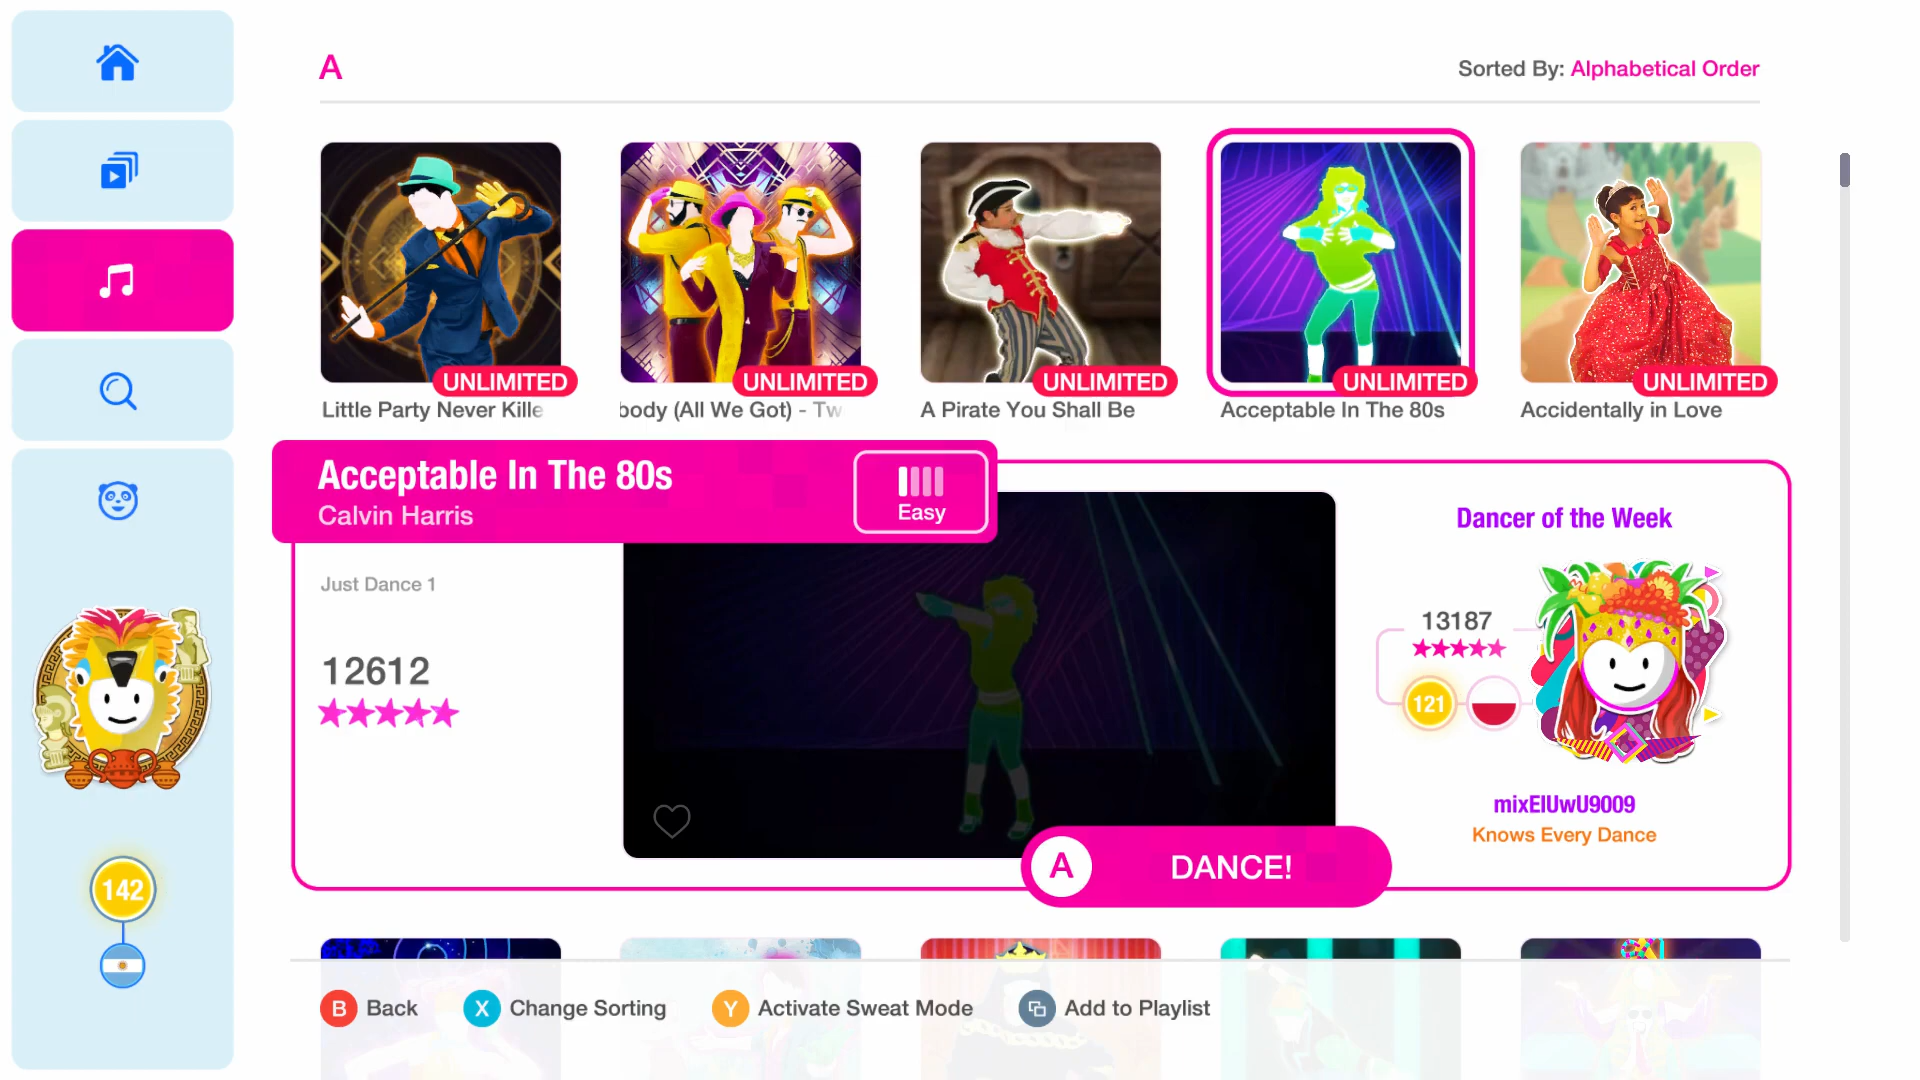 A
Sorted By: Alphabetical Order
UNLIMITED
UNLIMITED
UNLIMITED
UNLIMITED
UNLIMITED
Little Party Never Kille
body (All We Got) - Tw
A Pirate You Shall Be
Acceptable In The 80s
Accidentally in Love
Acceptable In The 80s
Calvin Harris
Easy
Just Dance 1
12612
Dancer of the Week
13187
121
mixElUwU9009
Knows Every Dance
A DANCE!
142
B Back
X Change Sorting
Y Activate Sweat Mode
Add to Playlist